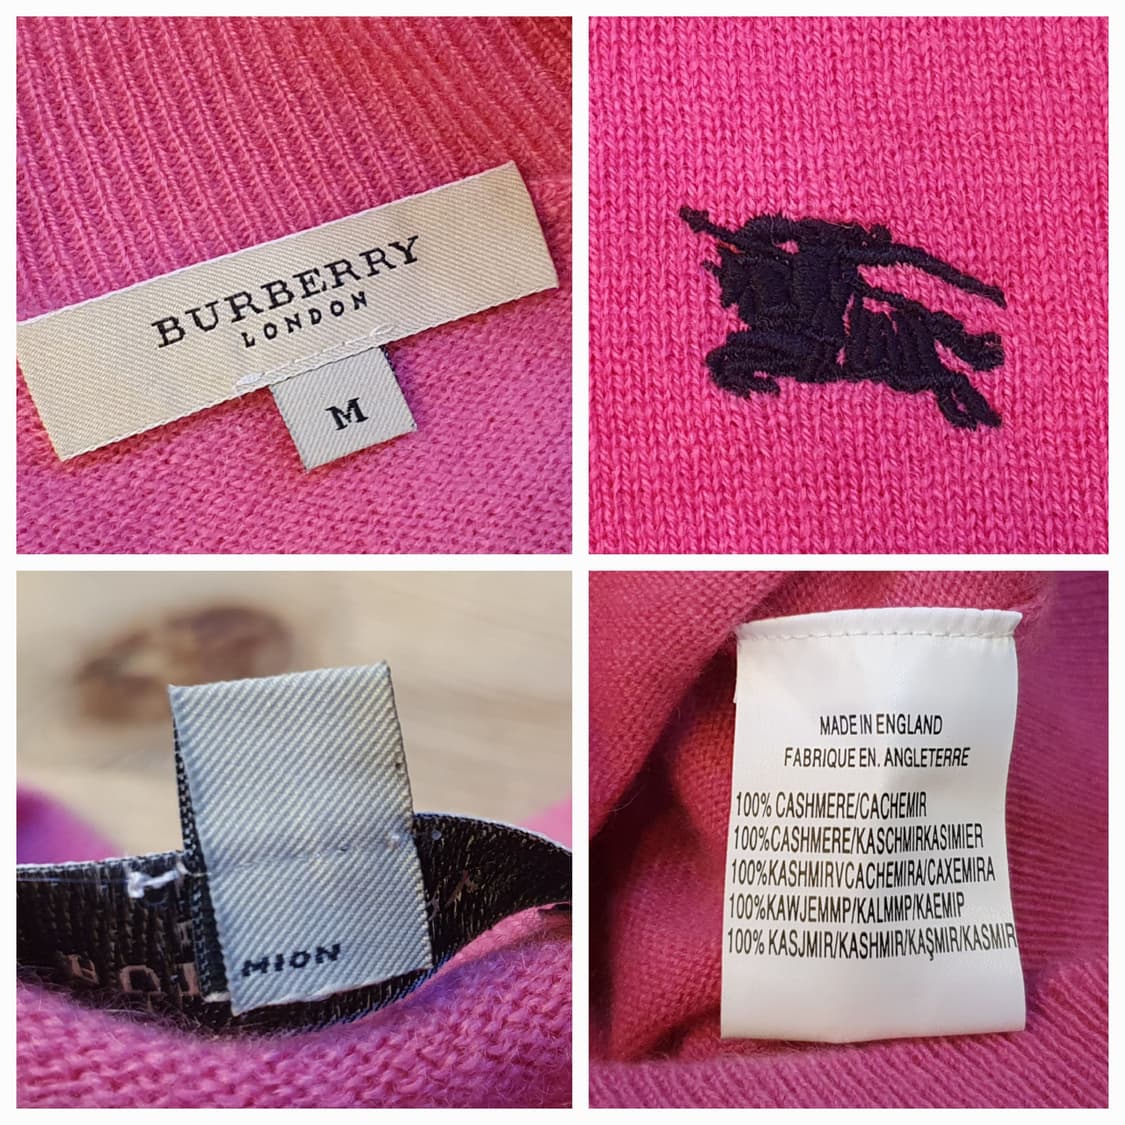 BURBERRY
LONDON
M
MION
MADE IN ENGLAND
FABRIQUE EN. ANGLETERRE
100% CASHMERE/CACHEMIR
100%CASHMERE/KASCHMIRKASIMIER
100%KASHMIRVCACHEMIRA/CAXEMIRA
100%KAWJEMMP/KALMMP/KAEMIP
100% KASJMIR/KASHMIR/KAŞMIR/KASMIR